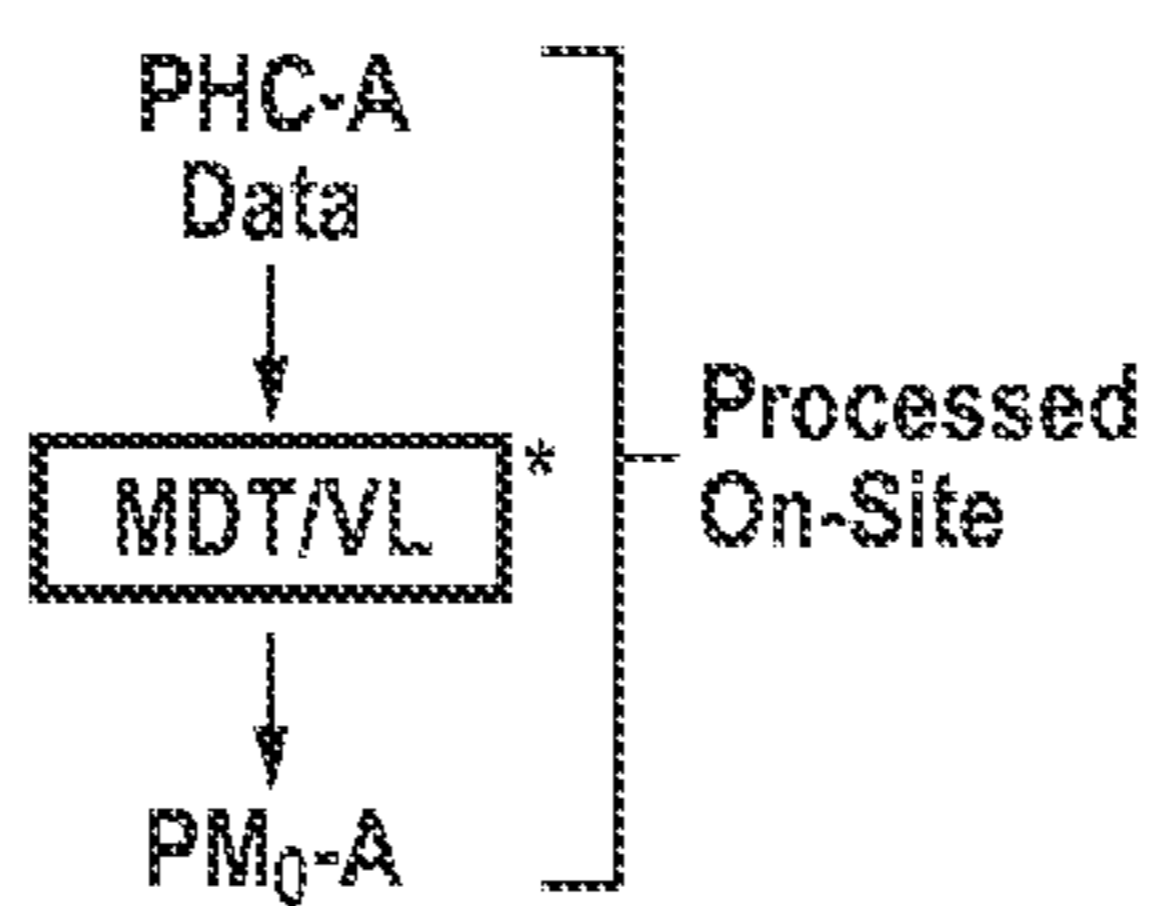 PHC-A
Data
MDT/VL*
PM₀-A
Processed
On-Site